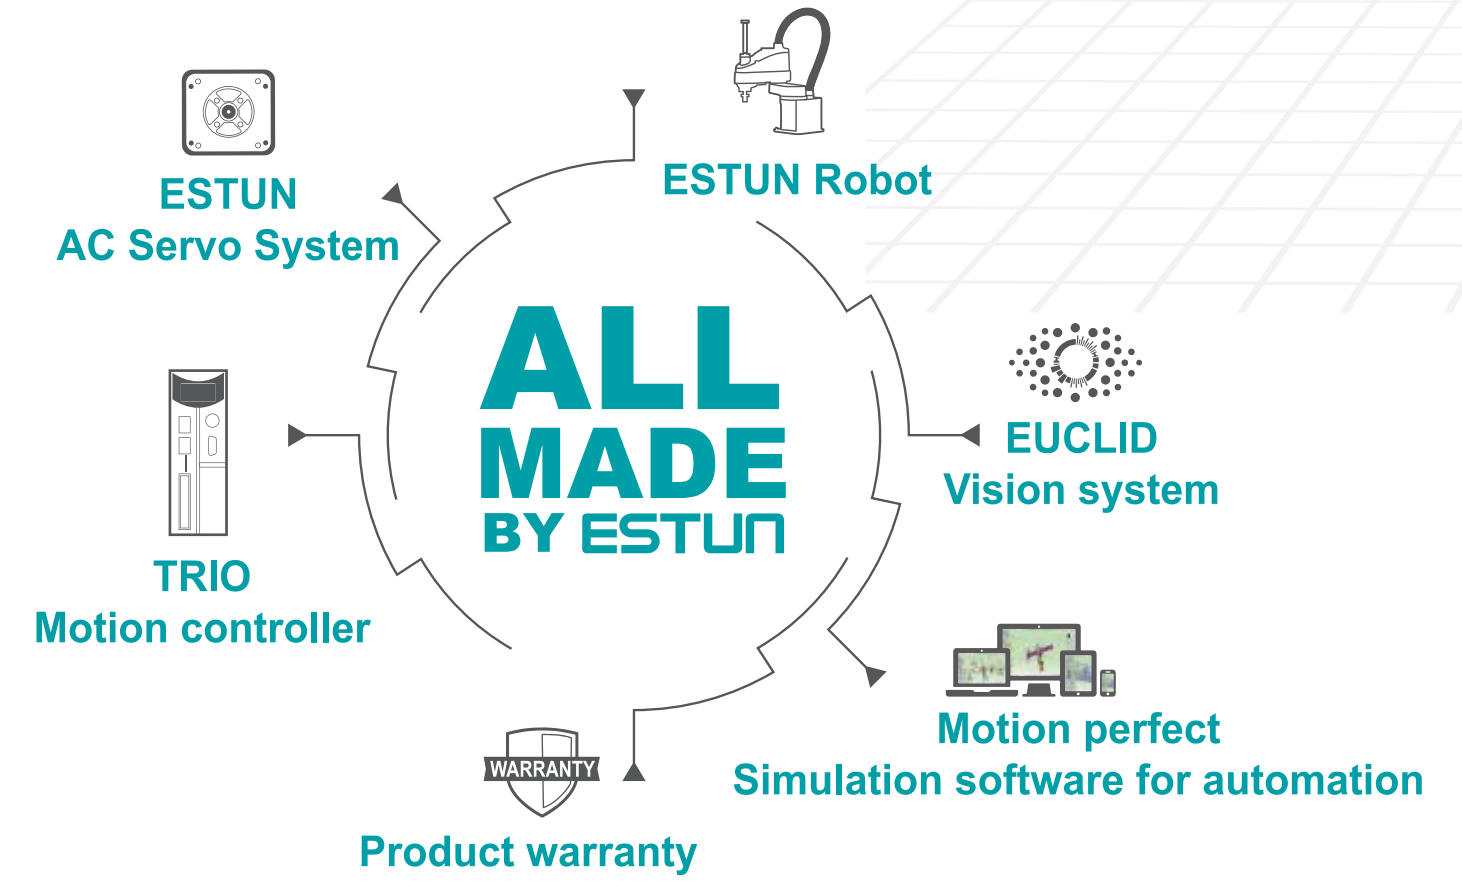 ESTUN Robot
ESTUN
AC Servo System
ALL
MADE
BY ESTUN
EUCLID
Vision system
TRIO
Motion controller
Motion perfect
Simulation software for automation
WARRANTY
Product warranty